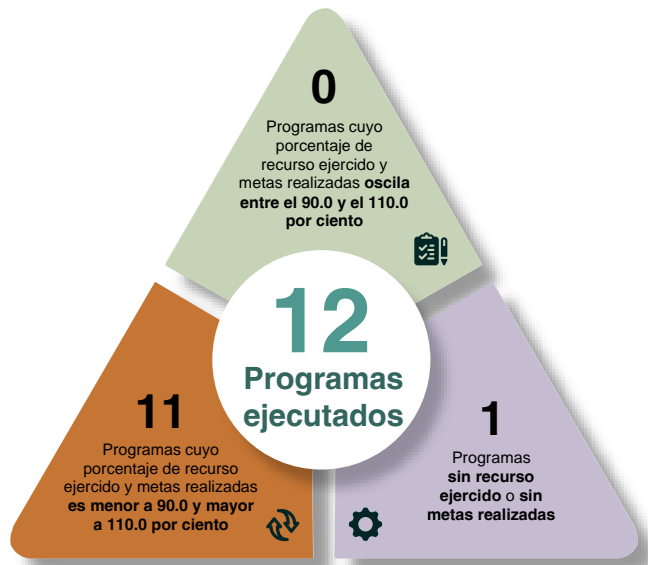 0
Programas cuyo
porcentaje de
recurso ejercido y
metas realizadas oscila
entre el 90.0 y el 110.0
por ciento
12
Programas
ejecutados
11
Programas cuyo
porcentaje de recurso
ejercido y metas realizadas
es menor a 90.0 y mayor
a 110.0 por ciento
1
Programas
sin recurso
ejercido o sin
metas realizadas